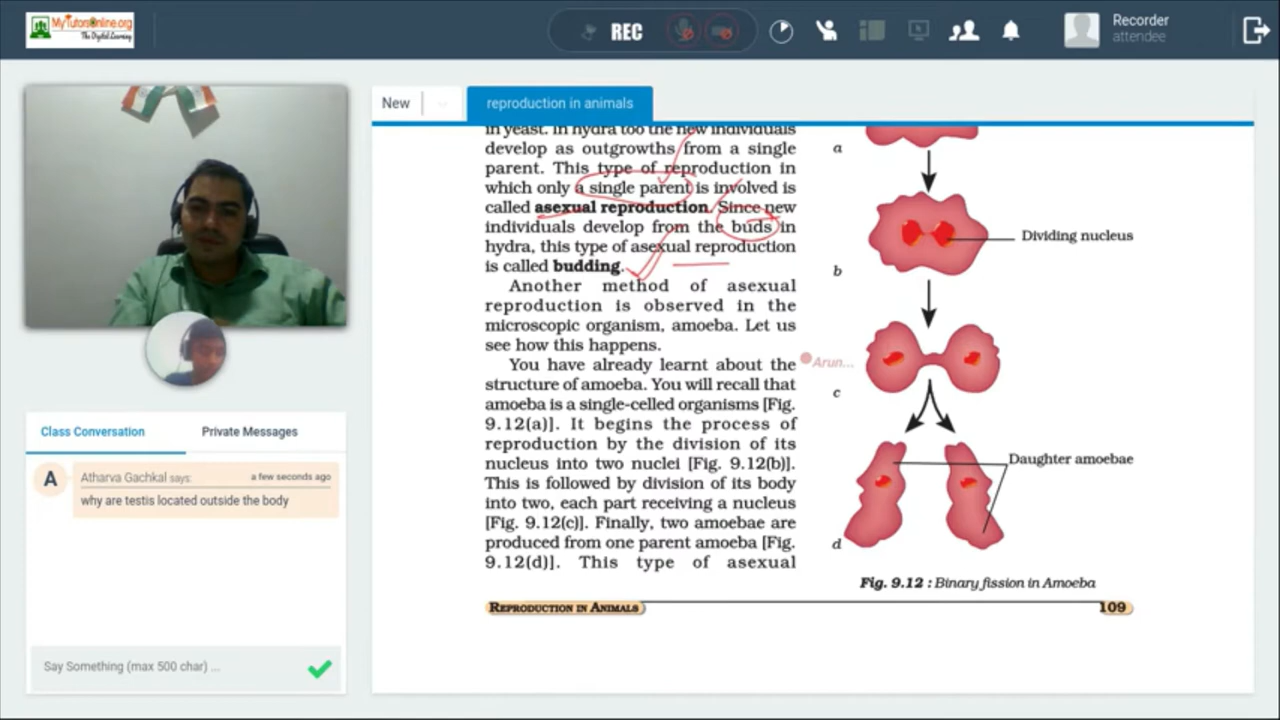 MyTutorsOnline.org
The Digital Learning
REC
Recorder
attendee
New
reproduction in animals
in yeast. In hydra too the new individuals
develop as outgrowths from a single
parent. This type of reproduction in
which only a single parent is involved is
called asexual reproduction. Since new
individuals develop from the buds in
hydra, this type of asexual reproduction
is called budding.
Another method of asexual
reproduction is observed in the
microscopic organism, amoeba. Let us
see how this happens.
You have already learnt about the
structure of amoeba. You will recall that
amoeba is a single-celled organisms [Fig.
9.12(a)]. It begins the process of
reproduction by the division of its
nucleus into two nuclei [Fig. 9.12(b)].
This is followed by division of its body
into two, each part receiving a nucleus
[Fig. 9.12(c)]. Finally, two amoebae are
produced from one parent amoeba [Fig.
9.12(d)]. This type of asexual
a
Dividing nucleus
b
Arun...
c
Daughter amoebae
d
Fig. 9.12 : Binary fission in Amoeba
REPRODUCTION IN ANIMALS
109
Class Conversation
Private Messages
A
Atharva Gachkal says:
a few seconds ago
why are testis located outside the body
Say Something (max 500 char) ...